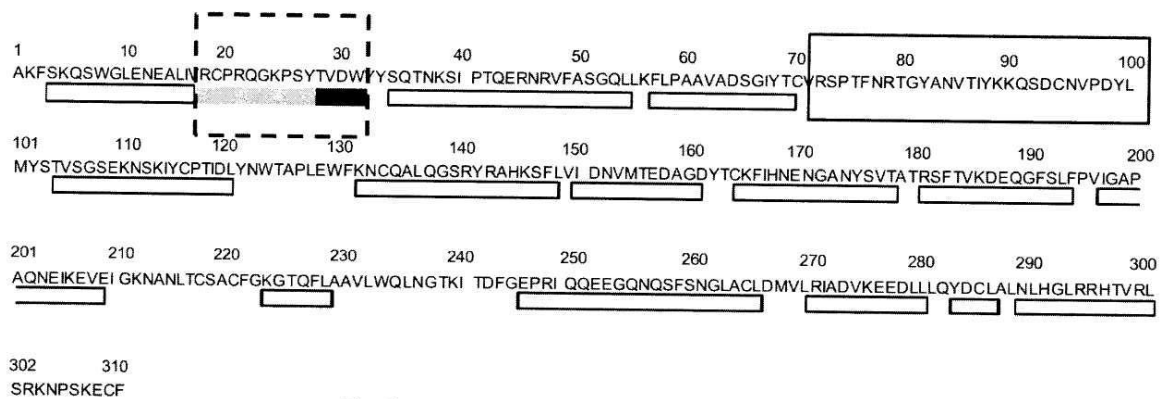 1 10 20 30 40 50 60 70 80 90 100
AKFSKQSWGLENEALIVRCPRQGKPSYTVDWYYSQTNKSI PTQERNRVFASGQLLKFLPAAVADSGIYTCVRSPTFNRTGYANVTIYKKQSDCNVPDYL
101 110 120 130 140 150 160 170 180 190 200
MYSTVSGSEKNSKIYCPTIDLYNWTAPLEWFKNCQALQGSRYRAHKSFLVI DNVMTEDAGDYTCKFIHNENGANYSVTATRSFTVKDEQGFSLFPVIGAP
201 210 220 230 240 250 260 270 280 290 300
AQNEIKEVEI GKNANLTCSACFGKGTQFLAAVLWQLNGTKI TDFGEPRI QQEEGQNQSFSNGLACLDMVLRIADVKEEDLLLQYDCLALNLHGLRRHTVRL
302 310
SRKNPSKECF